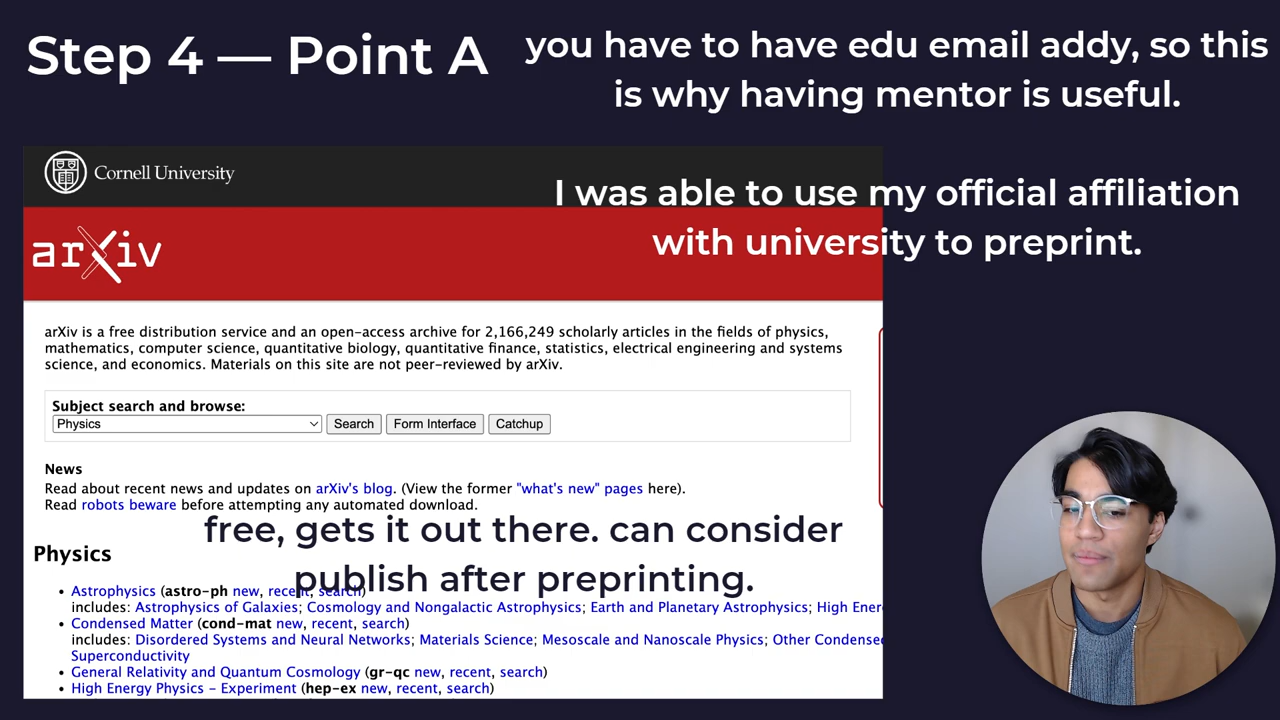 Step 4 — Point A
you have to have edu email addy, so this
is why having mentor is useful.
Cornell University
I was able to use my official affiliation
with university to preprint.
arXiv
arXiv is a free distribution service and an open-access archive for 2,166,249 scholarly articles in the fields of physics,
mathematics, computer science, quantitative biology, quantitative finance, statistics, electrical engineering and systems
science, and economics. Materials on this site are not peer-reviewed by arXiv.
Subject search and browse:
Physics Search Form Interface Catchup
News
Read about recent news and updates on arXiv's blog. (View the former "what's new" pages here).
Read robots beware before attempting any automated download.
free, gets it out there. can consider
publish after preprinting.
Physics
• Astrophysics (astro-ph new, recent, search)
includes: Astrophysics of Galaxies; Cosmology and Nongalactic Astrophysics; Earth and Planetary Astrophysics; High Ener
• Condensed Matter (cond-mat new, recent, search)
includes: Disordered Systems and Neural Networks; Materials Science; Mesoscale and Nanoscale Physics; Other Condensed
Superconductivity
• General Relativity and Quantum Cosmology (gr-qc new, recent, search)
• High Energy Physics – Experiment (hep-ex new, recent, search)